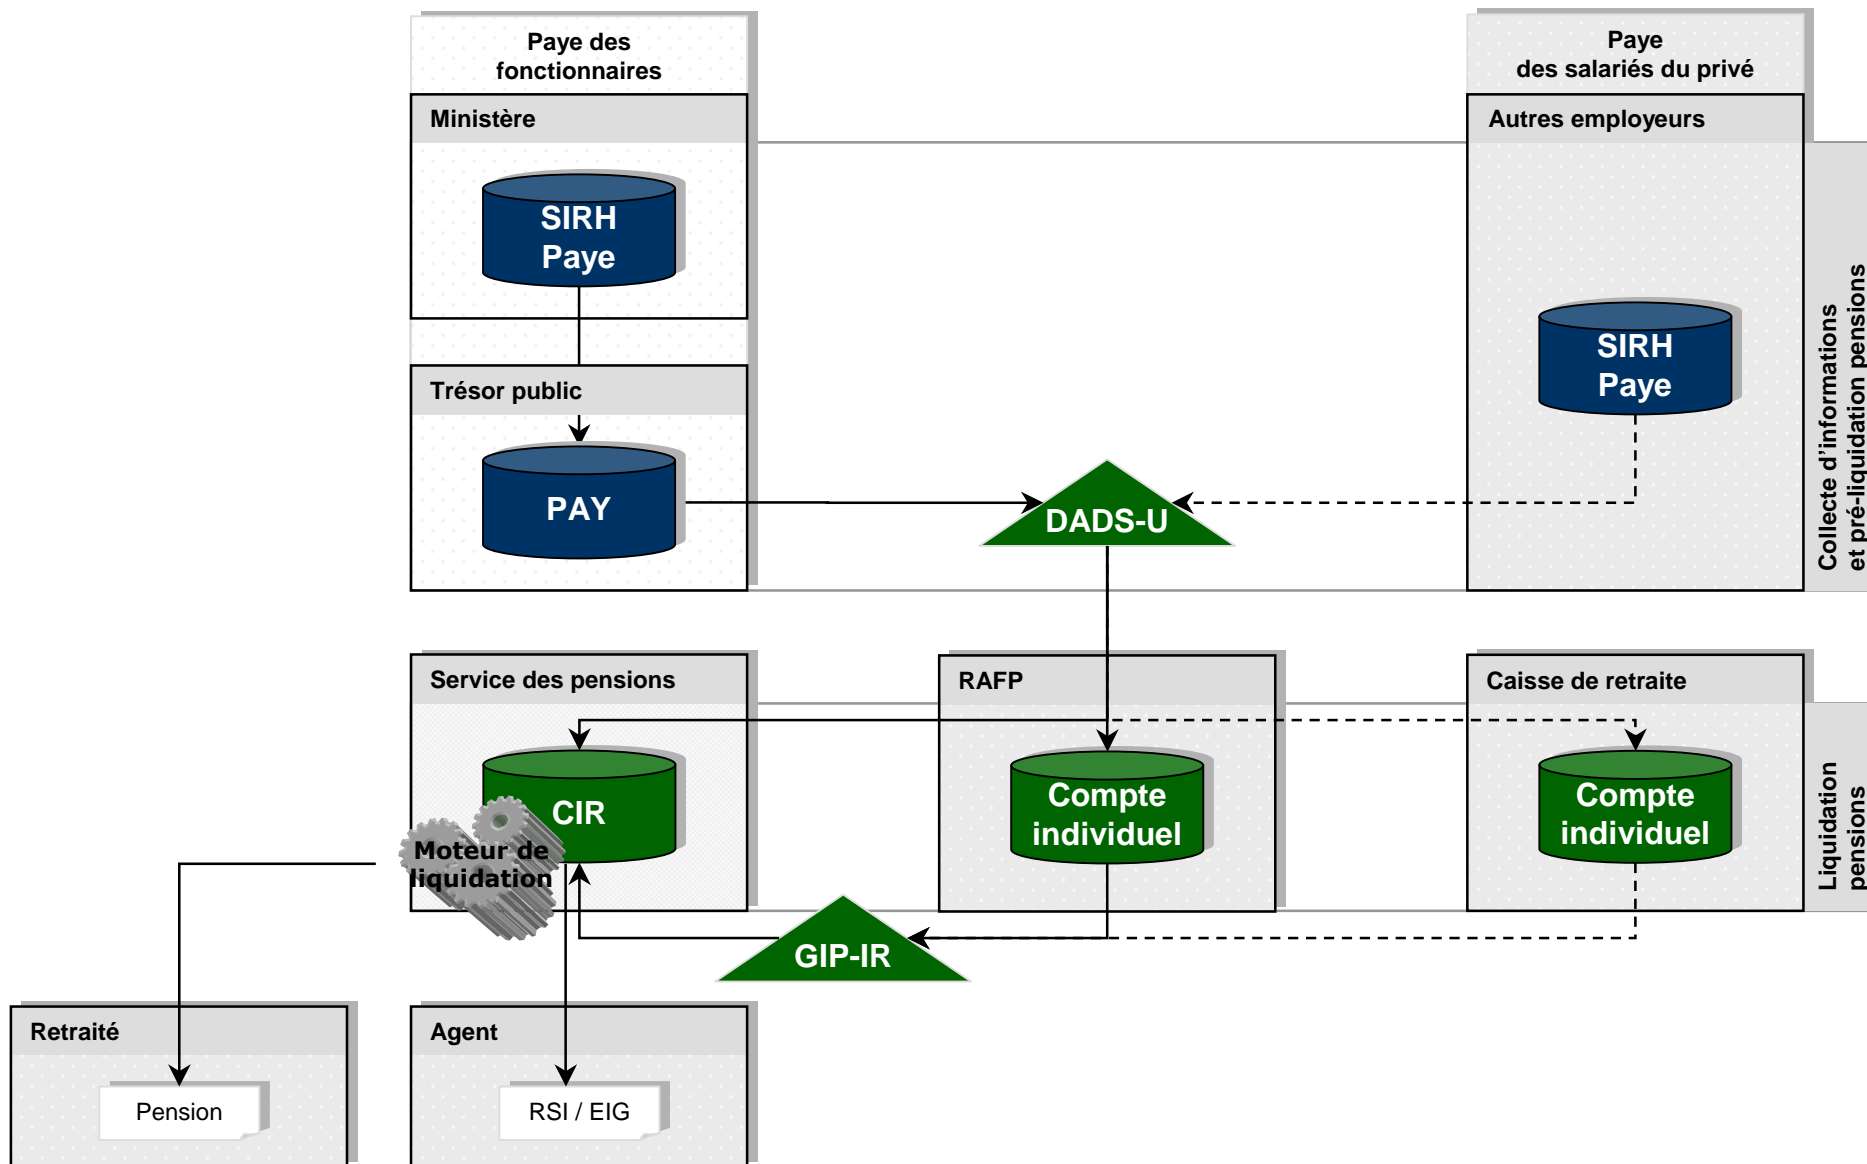 Paye des
fonctionnaires
Paye
des salariés du privé
Ministère
Autres employeurs
SIRH
Paye
SIRH
Paye
Collecte d'informations
et pré-liquidation pensions
Trésor public
PAY
DADS-U
Service des pensions
RAFP
Caisse de retraite
CIR
Compte
individuel
Compte
individuel
Liquidation
pensions
Moteur de
liquidation
GIP-IR
Retraité
Agent
Pension
RSI / EIG